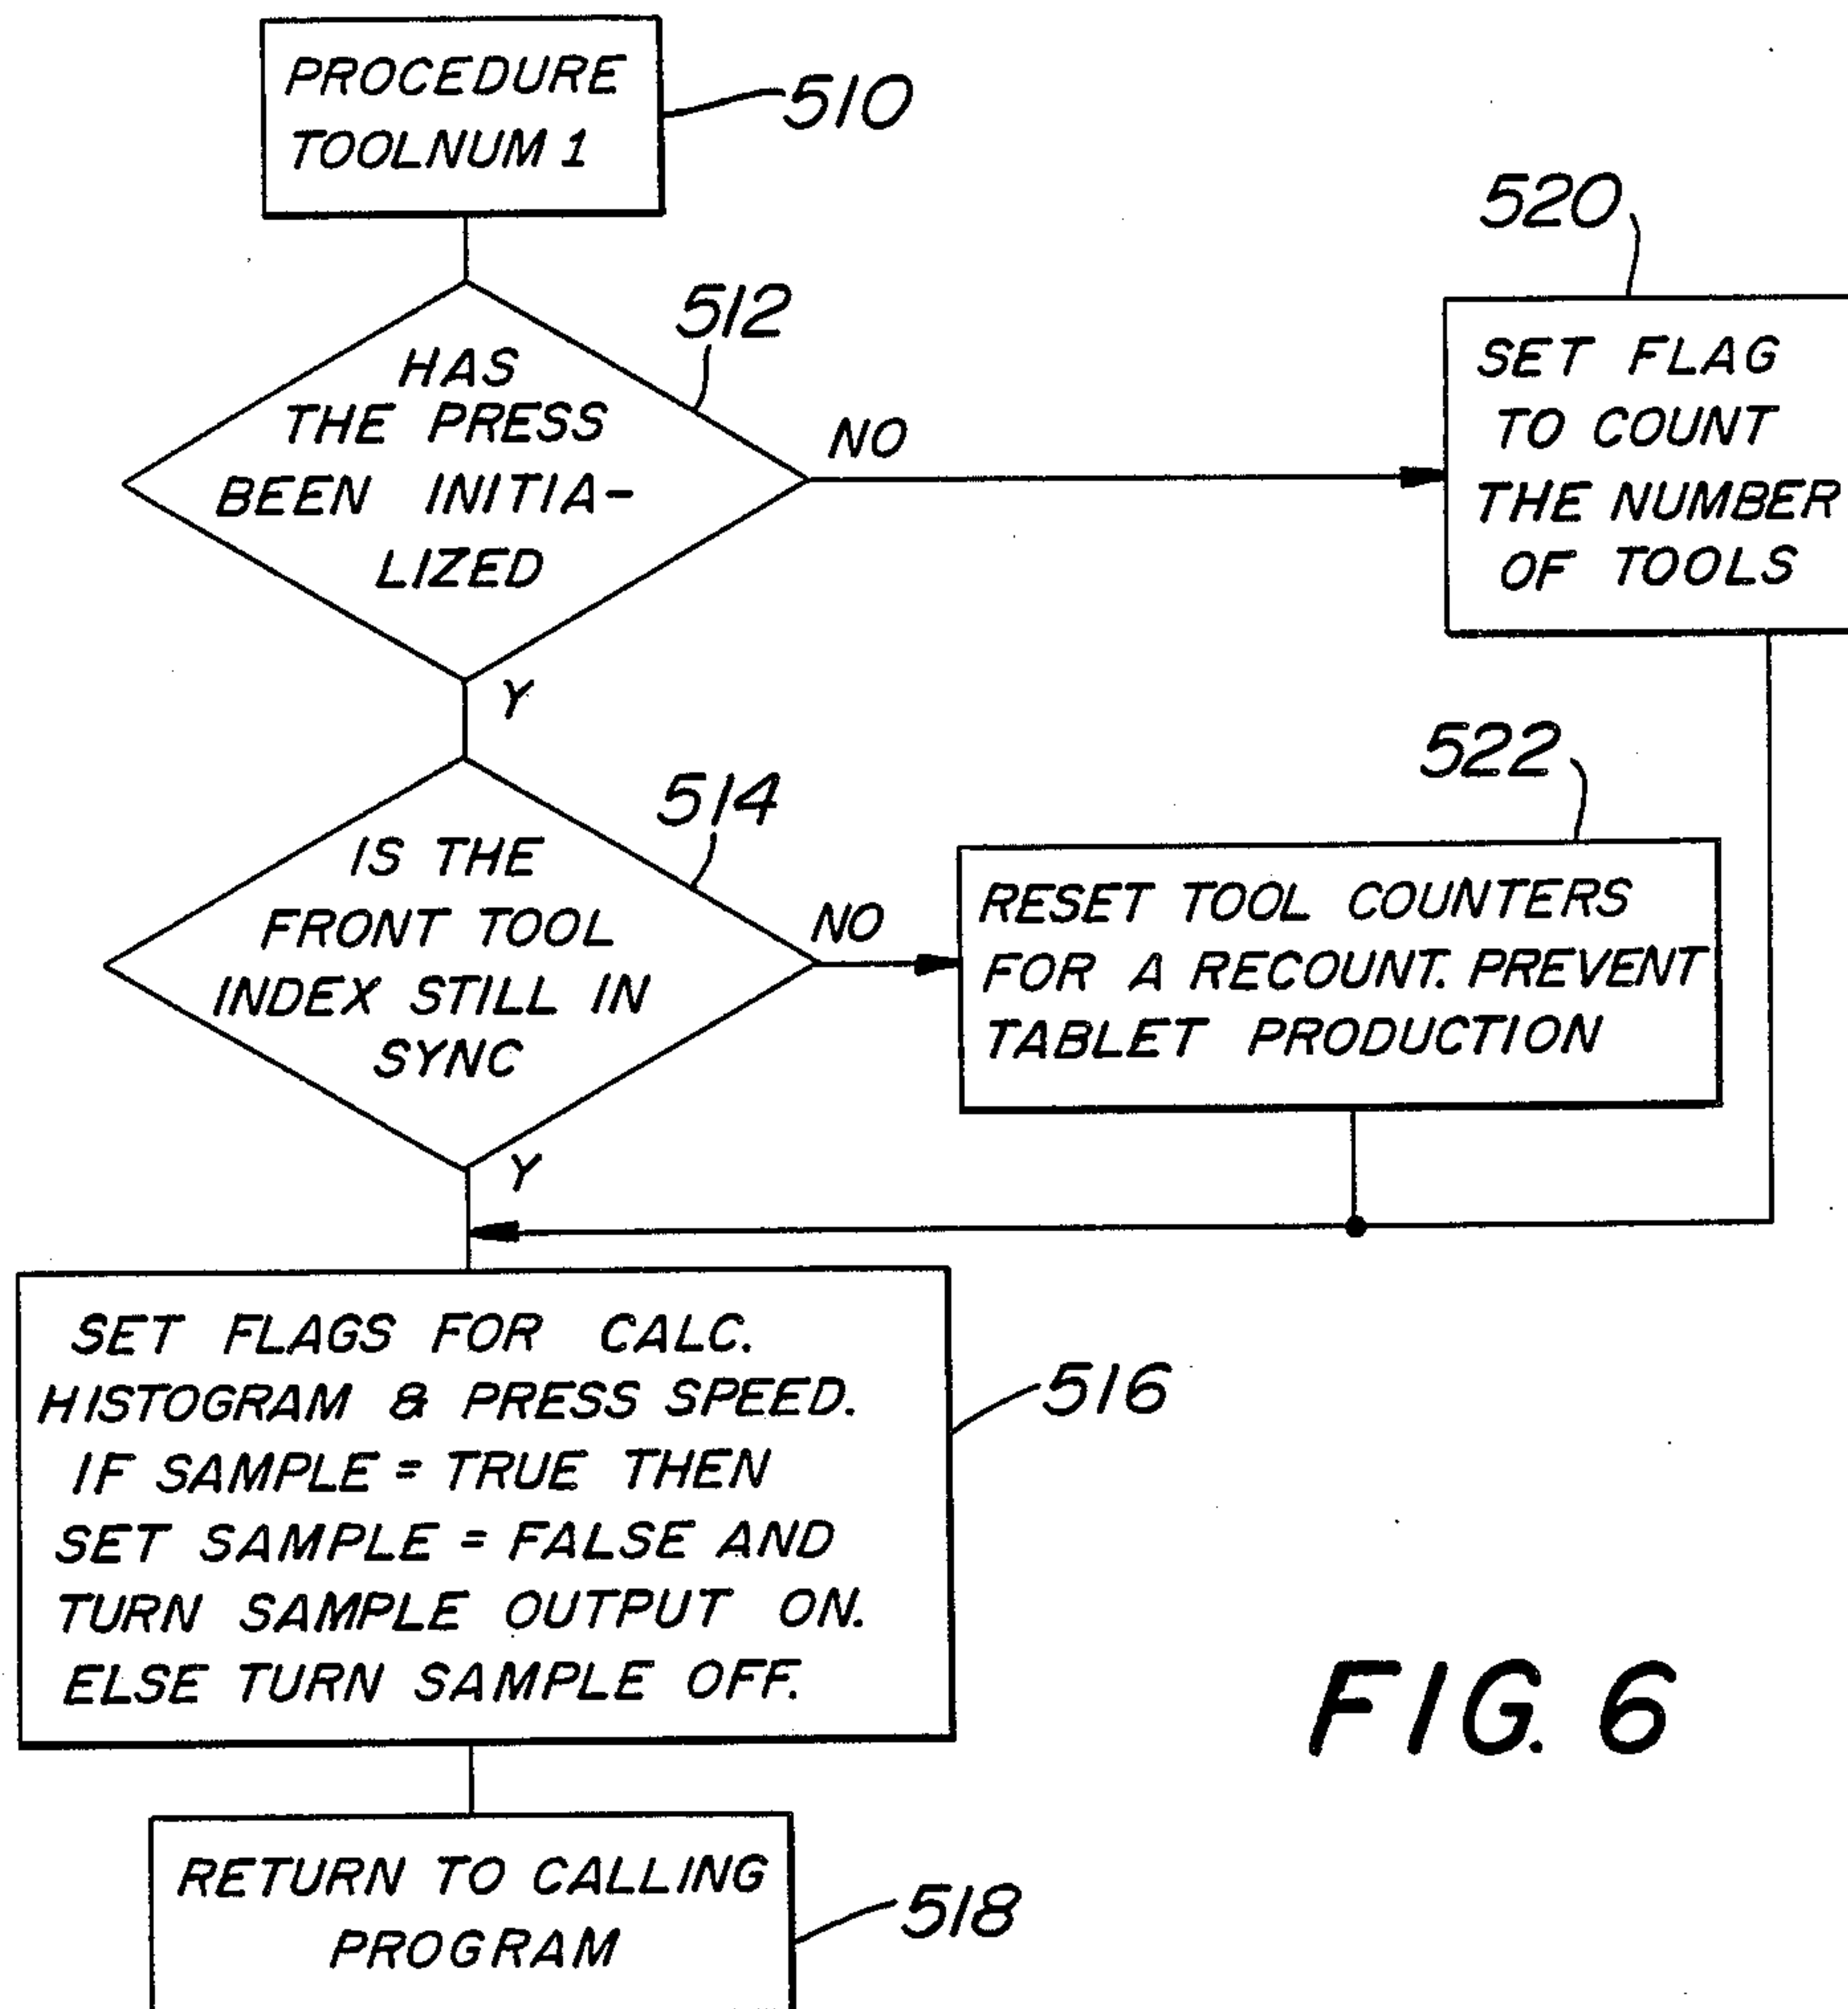 PROCEDURE
TOOLNUM 1
510
HAS
THE PRESS
BEEN INITIA-
LIZED
512
NO
Y
520
SET FLAG
TO COUNT
THE NUMBER
OF TOOLS
IS THE
FRONT TOOL
INDEX STILL IN
SYNC
514
NO
Y
522
RESET TOOL COUNTERS
FOR A RECOUNT. PREVENT
TABLET PRODUCTION
SET FLAGS FOR CALC.
HISTOGRAM & PRESS SPEED.
IF SAMPLE = TRUE THEN
SET SAMPLE = FALSE AND
TURN SAMPLE OUTPUT ON.
ELSE TURN SAMPLE OFF.
516
RETURN TO CALLING
PROGRAM
518
FIG. 6